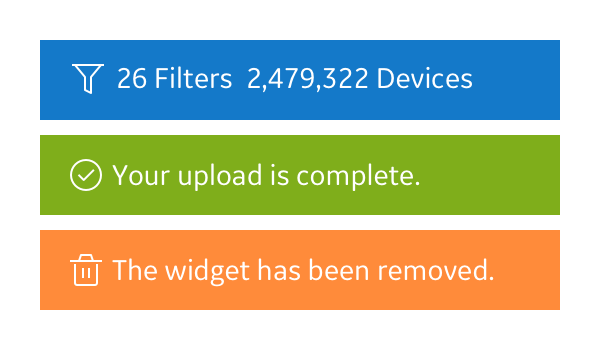 26 Filters  2,479,322 Devices
Your upload is complete.
The widget has been removed.